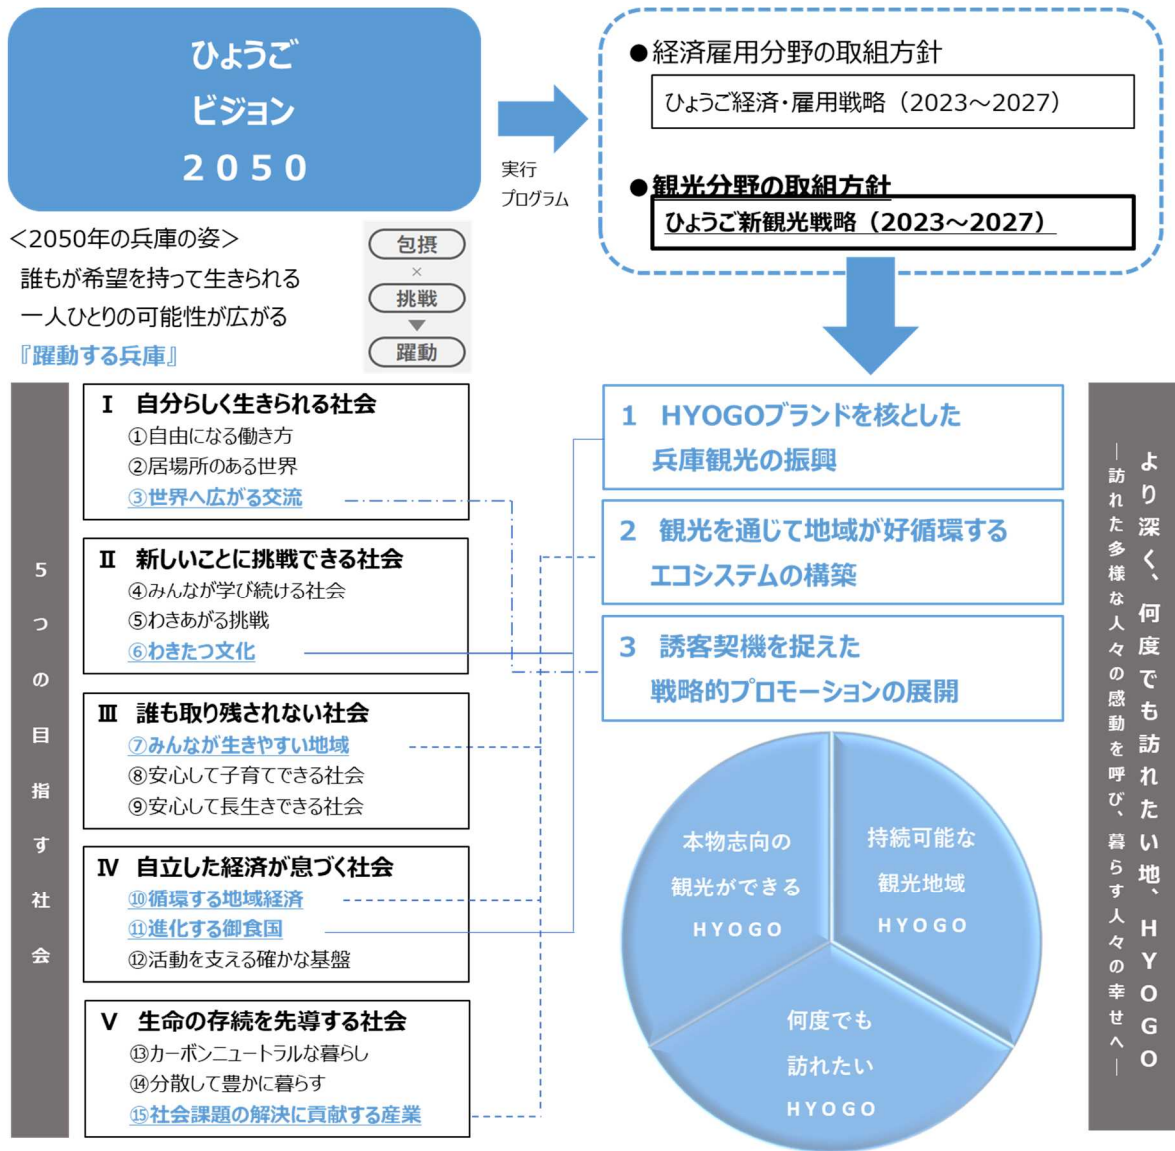 ひょうご
ビジョン
2050
実行
プログラム
●経済雇用分野の取組方針
ひょうご経済・雇用戦略（2023～2027）
●観光分野の取組方針
ひょうご新観光戦略（2023～2027）
＜2050年の兵庫の姿＞
誰もが希望を持って生きられる
一人ひとりの可能性が広がる
『躍動する兵庫』
包摂
×
挑戦
▼
躍動
5つの目指す社会
Ⅰ 自分らしく生きられる社会
①自由になる働き方
②居場所のある世界
③世界へ広がる交流
Ⅱ 新しいことに挑戦できる社会
④みんなが学び続ける社会
⑤わきあがる挑戦
⑥わきたつ文化
Ⅲ 誰も取り残されない社会
⑦みんなが生きやすい地域
⑧安心して子育てできる社会
⑨安心して長生きできる社会
Ⅳ 自立した経済が息づく社会
⑩循環する地域経済
⑪進化する御食国
⑫活動を支える確かな基盤
Ⅴ 生命の存続を先導する社会
⑬カーボンニュートラルな暮らし
⑭分散して豊かに暮らす
⑮社会課題の解決に貢献する産業
1 HYOGOブランドを核とした
兵庫観光の振興
2 観光を通じて地域が好循環する
エコシステムの構築
3 誘客契機を捉えた
戦略的プロモーションの展開
本物志向の
観光ができる
HYOGO
持続可能な
観光地域
HYOGO
何度でも
訪れたい
HYOGO
より深く、何度でも訪れたい地、HYOGO
―訪れた多様な人々の感動を呼び、暮らす人々の幸せへ―